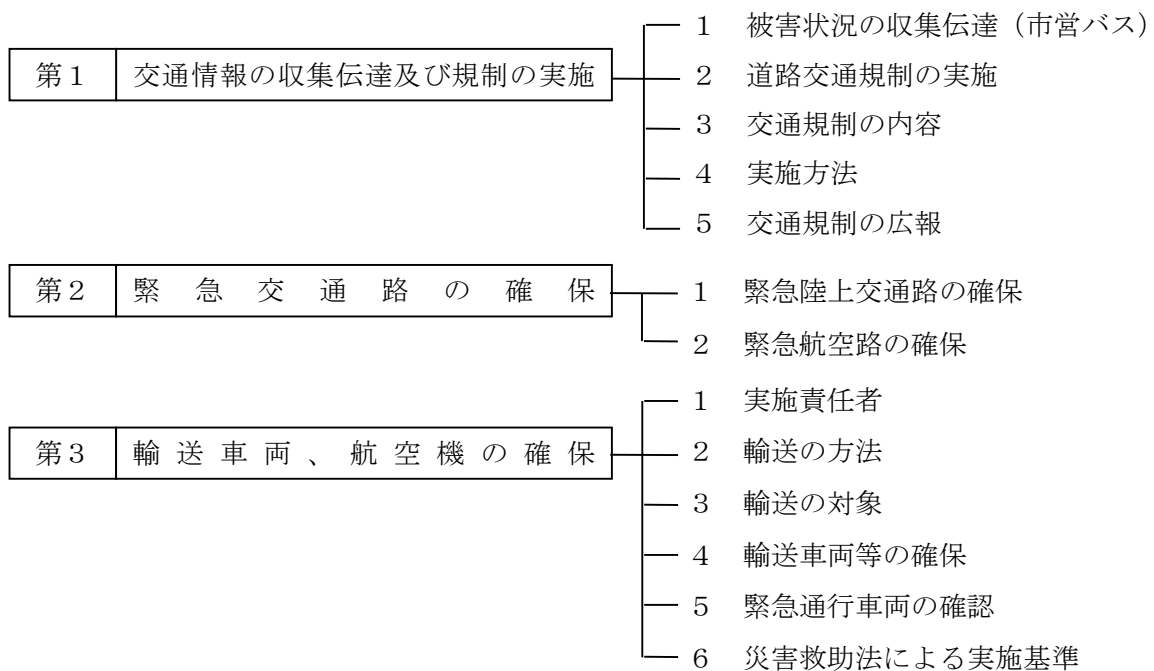 １ 被害状況の収集伝達（市営バス）
第１ 交通情報の収集伝達及び規制の実施
２ 道路交通規制の実施
３ 交通規制の内容
４ 実施方法
５ 交通規制の広報
第２ 緊急交通路の確保
１ 緊急陸上交通路の確保
２ 緊急航空路の確保
１ 実施責任者
第３ 輸送車両、航空機の確保
２ 輸送の方法
３ 輸送の対象
４ 輸送車両等の確保
５ 緊急通行車両の確認
６ 災害救助法による実施基準